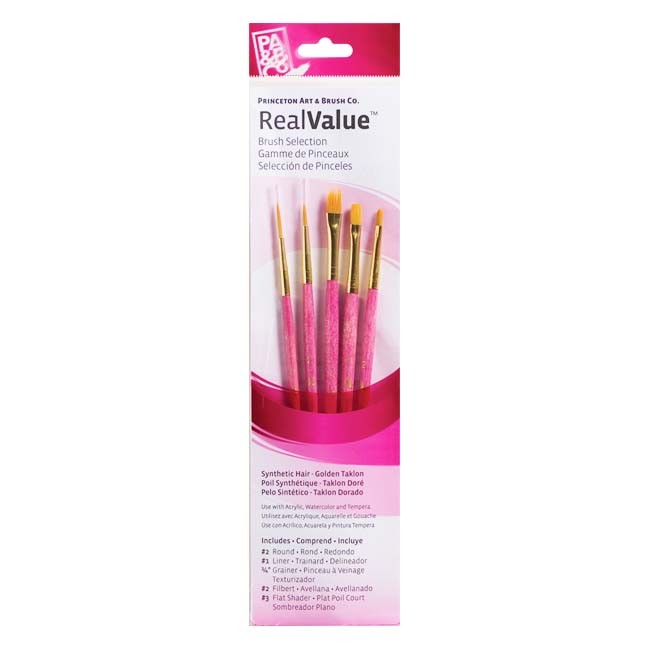 PA
&B
&C
PRINCETON ART & BRUSH CO.
RealValue™
Brush Selection
Gamme de Pinceaux
Selección de Pinceles
Synthetic Hair · Golden Taklon
Poil Synthétique · Taklon Doré
Pelo Sintético · Taklon Dorado
Use with Acrylic, Watercolor and Tempera.
Utilisez avec Acrylique, Aquarelle et Gouache
Use con Acrílico, Acuarela y Pintura Tempera
Includes · Comprend · Incluye
#2 Round · Rond · Redondo
#1 Liner · Trainard · Delineador
¼" Grainer · Pinceau à Veinage
Texturizador
#2 Filbert · Avellana · Avellanado
#3 Flat Shader · Plat Poil Court
Sombreador Plano